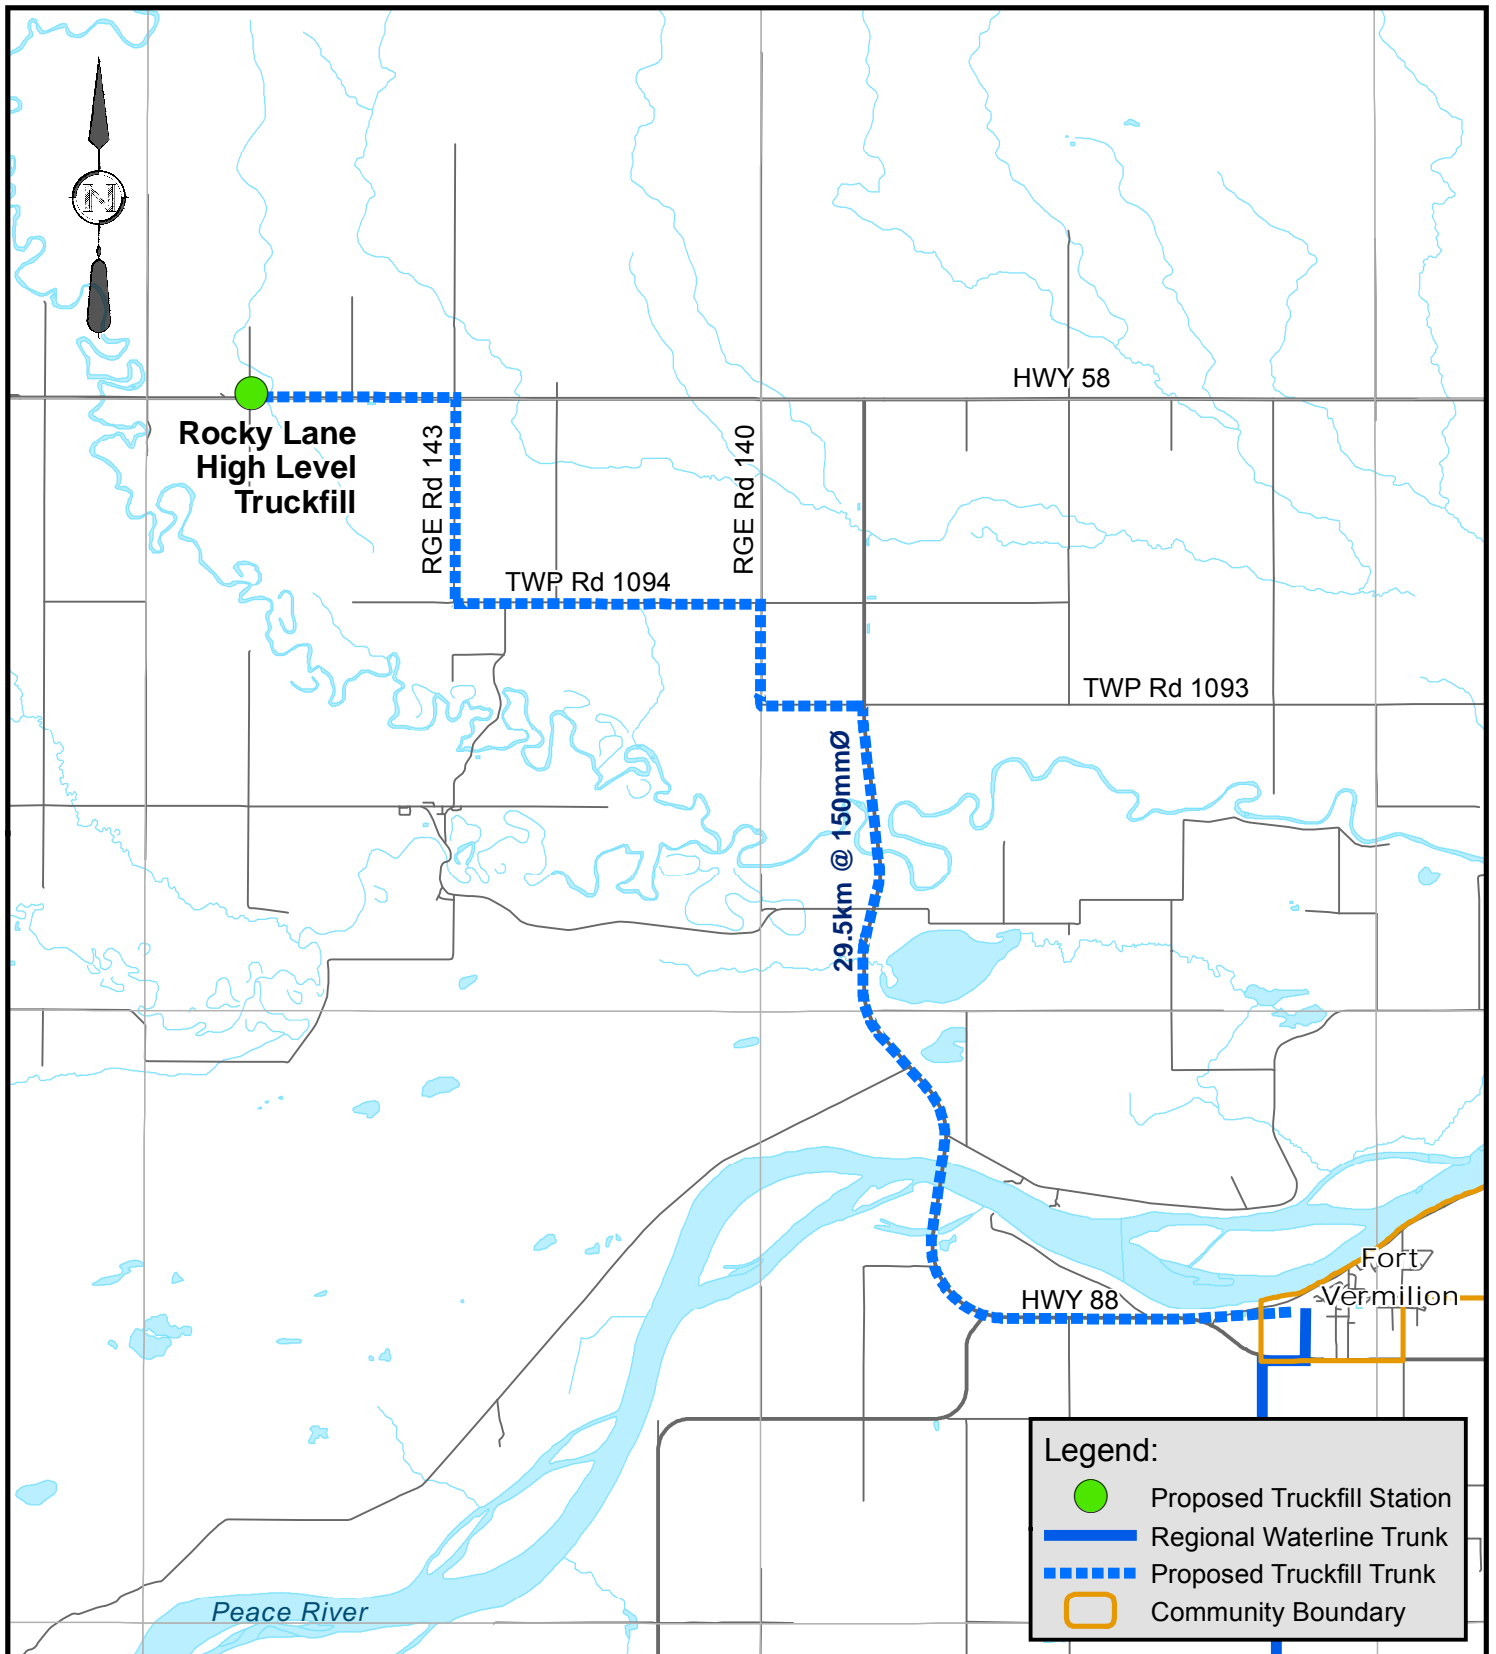 N
HWY 58
Rocky Lane
High Level
Truckfill
RGE Rd 143
RGE Rd 140
TWP Rd 1094
TWP Rd 1093
29.5km @ 150mmØ
Fort
Vermilion
HWY 88
Peace River
Legend:
Proposed Truckfill Station
Regional Waterline Trunk
Proposed Truckfill Trunk
Community Boundary